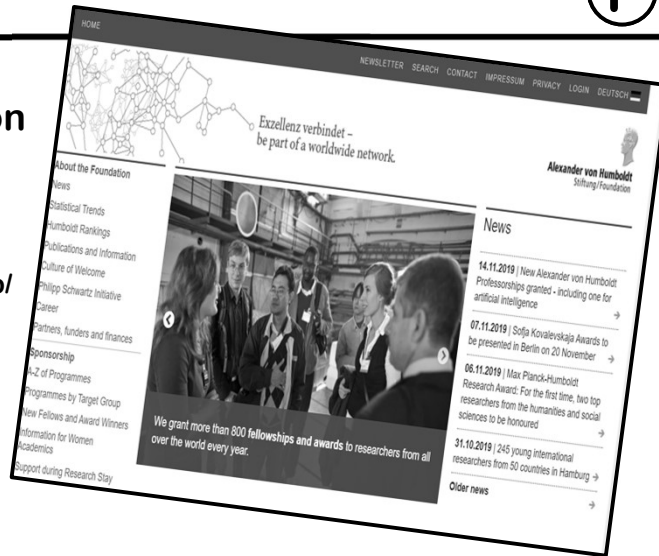 on
HOME
NEWSLETTER SEARCH CONTACT IMPRESSUM PRIVACY LOGIN DEUTSCH
Exzellenz verbindet –
be part of a worldwide network.
Alexander von Humboldt
Stiftung/Foundation
About the Foundation
News
Statistical Trends
Humboldt Rankings
Publications and Information
Culture of Welcome
Philipp Schwartz Initiative
Career
Partners, funders and finances
Sponsorship
A-Z of Programmes
Programmes by Target Group
New Fellows and Award Winners
Information for Women
Academics
Support during Research Stay
We grant more than 800 fellowships and awards to researchers from all
over the world every year.
News
14.11.2019 | New Alexander von Humboldt
Professorships granted - including one for
artificial intelligence
07.11.2019 | Sofja Kovalevskaja Awards to
be presented in Berlin on 20 November
06.11.2019 | Max Planck-Humboldt
Research Award: For the first time, two top
researchers from the humanities and social
sciences to be honoured
31.10.2019 | 245 young international
researchers from 50 countries in Hamburg
Older news